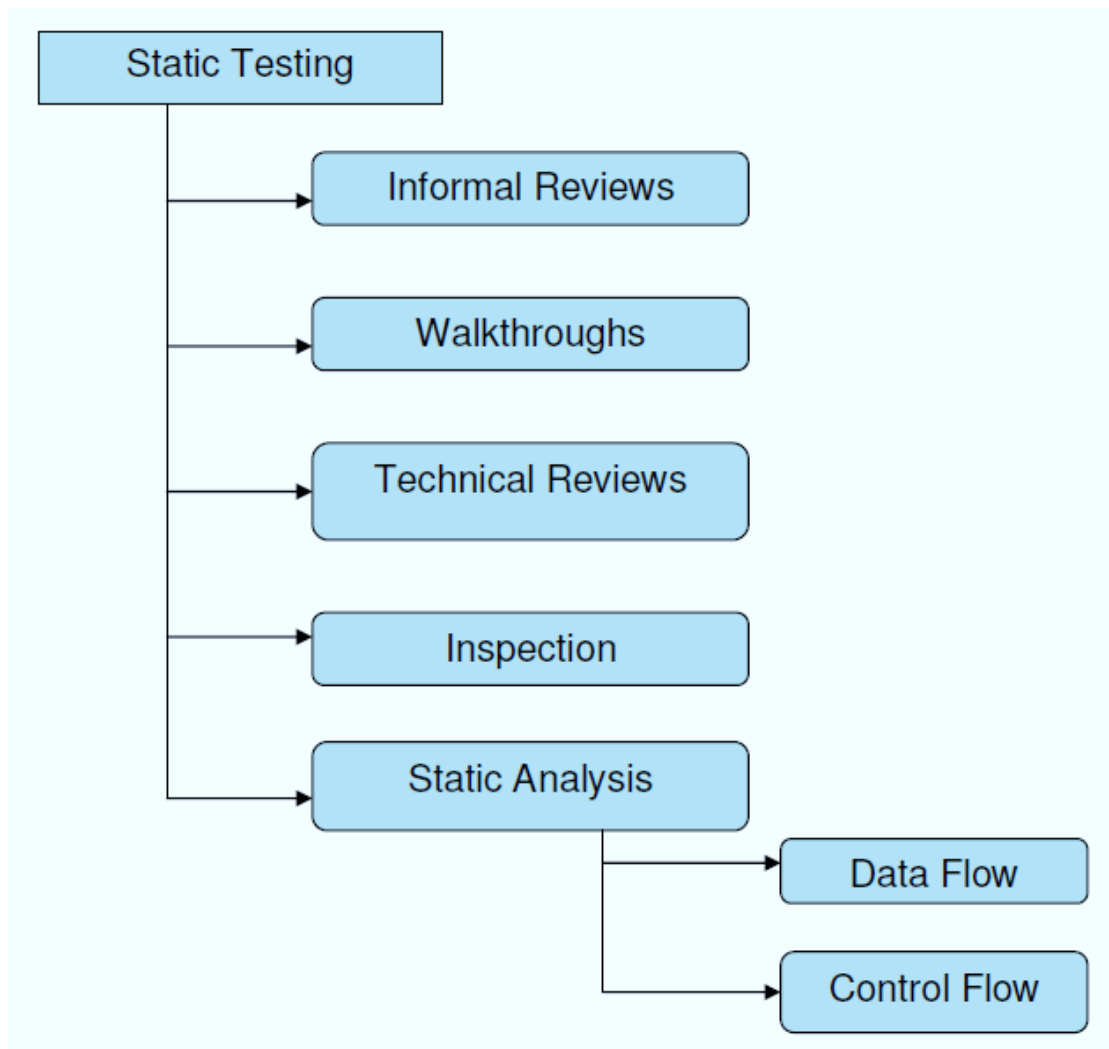 Static Testing
Informal Reviews
Walkthroughs
Technical Reviews
Inspection
Static Analysis
Data Flow
Control Flow